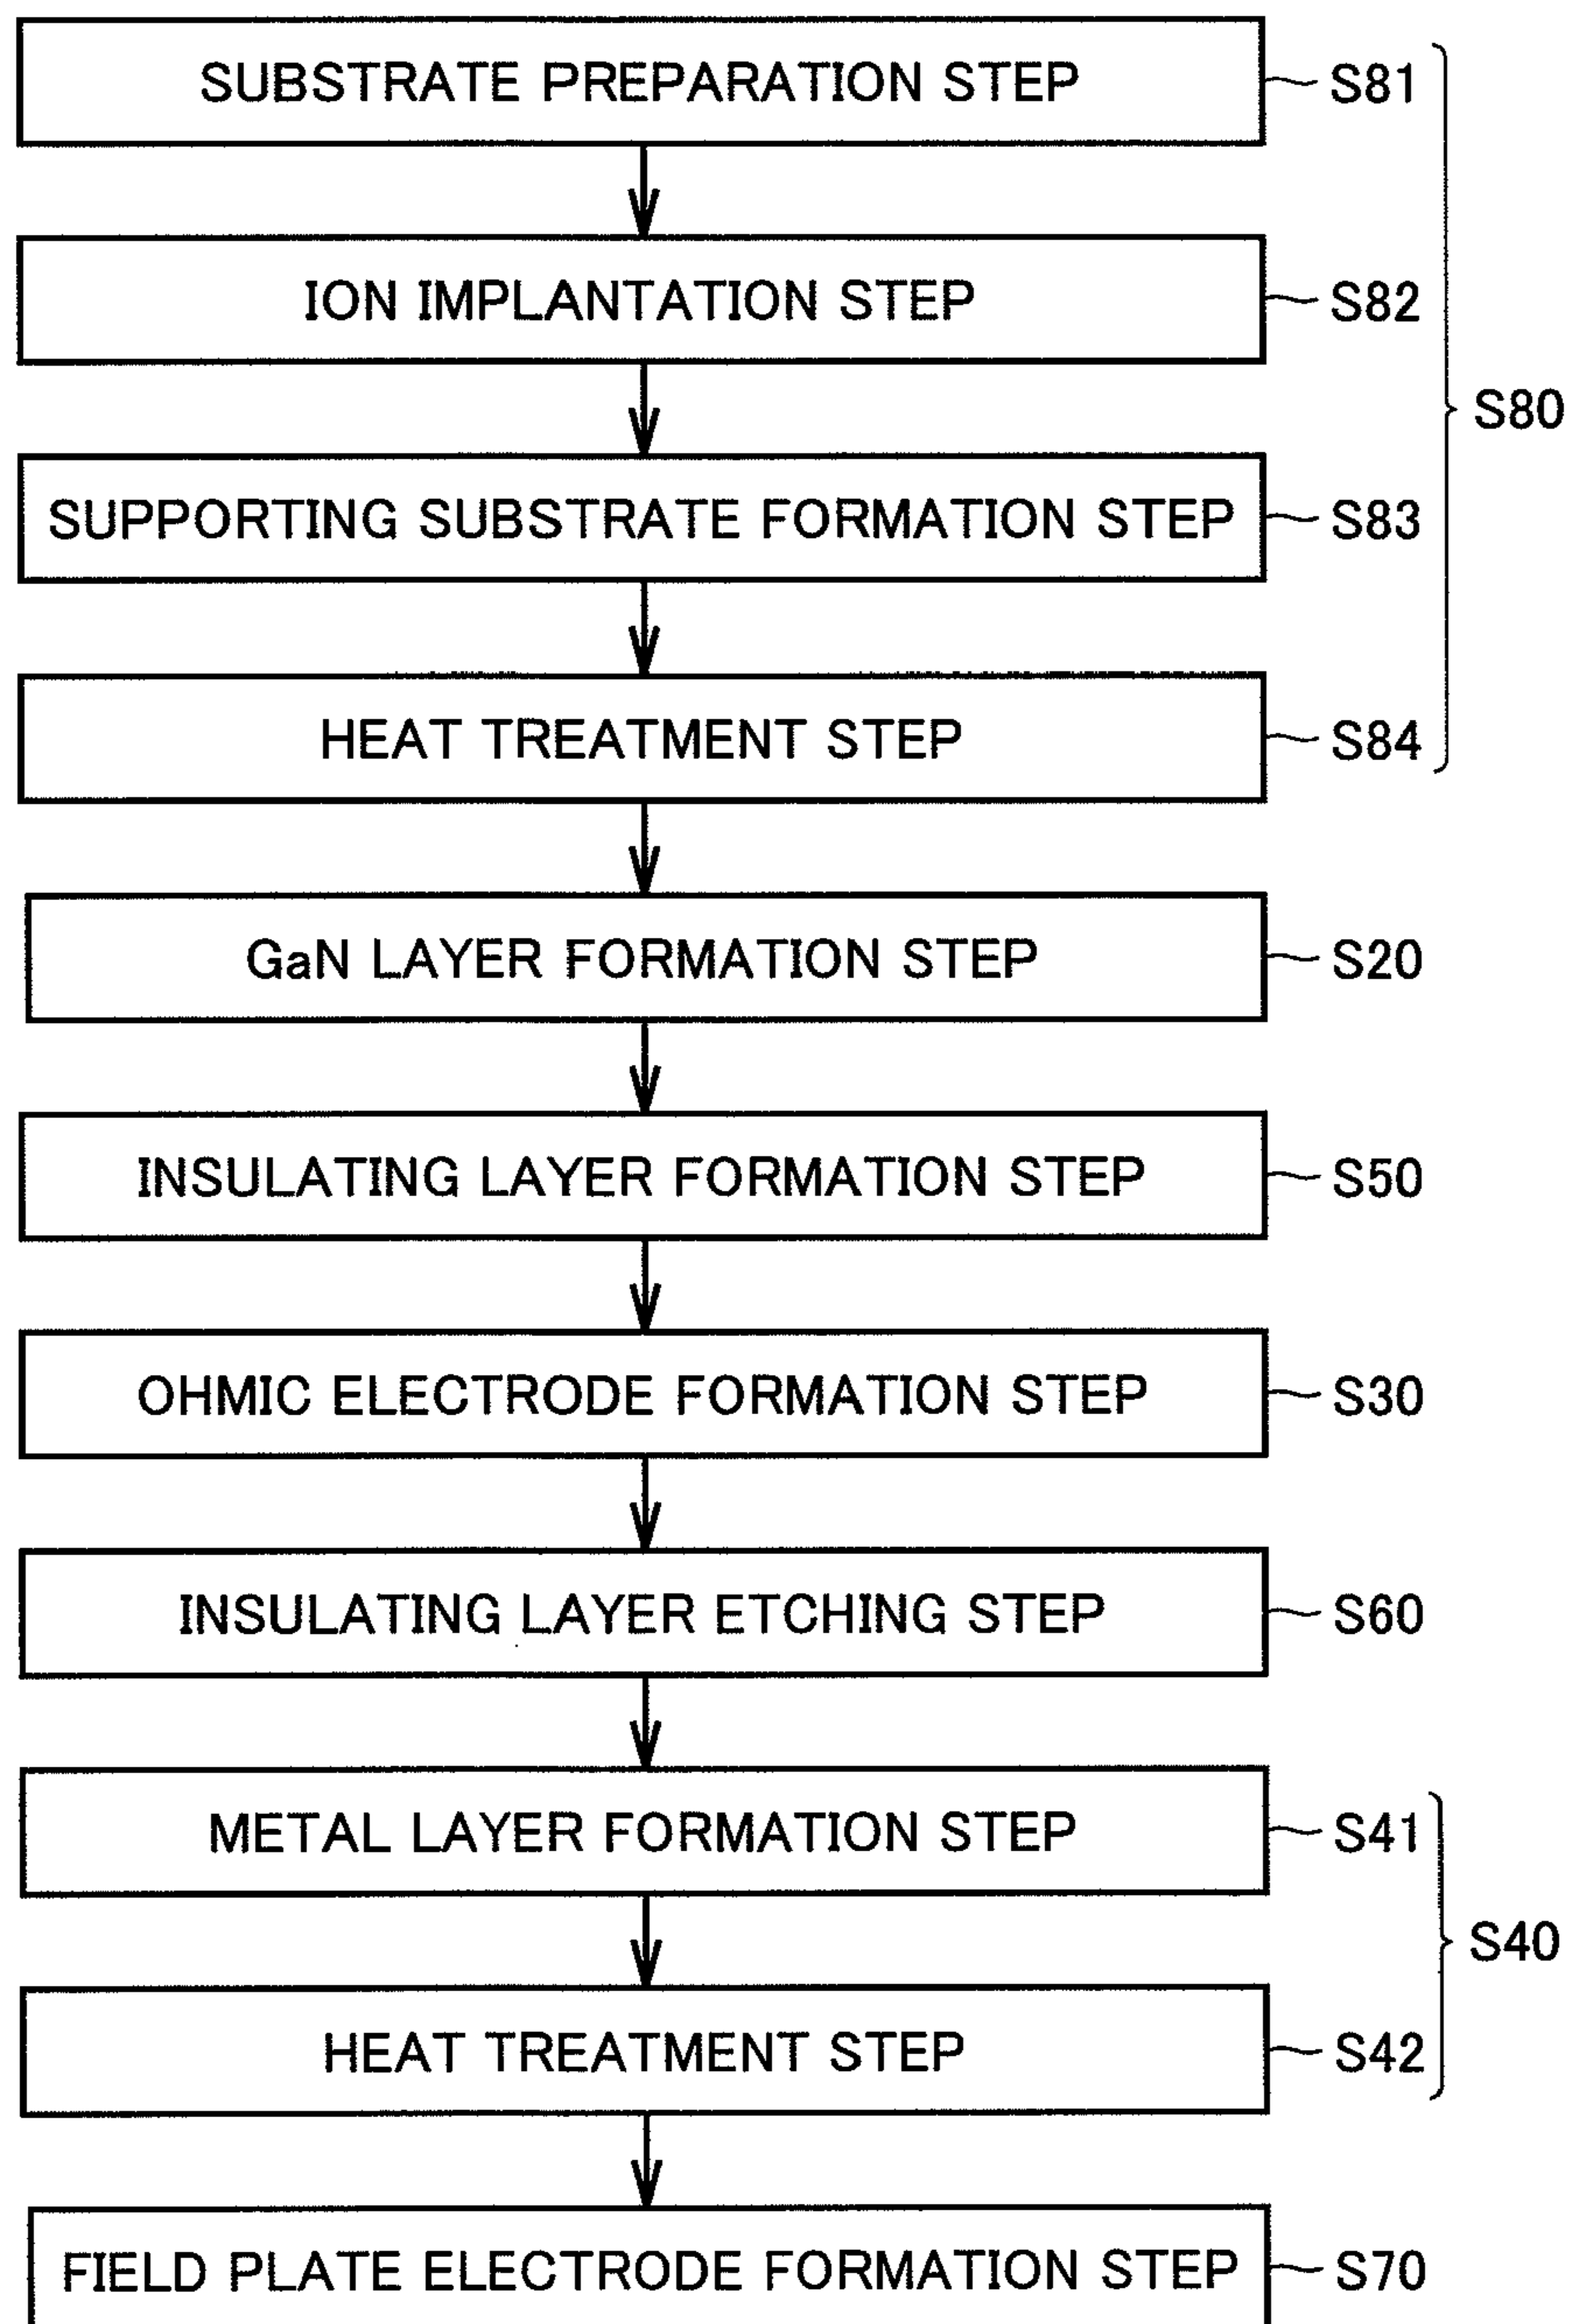 SUBSTRATE PREPARATION STEP S81
ION IMPLANTATION STEP S82
S80
SUPPORTING SUBSTRATE FORMATION STEP S83
HEAT TREATMENT STEP S84
GaN LAYER FORMATION STEP S20
INSULATING LAYER FORMATION STEP S50
OHMIC ELECTRODE FORMATION STEP S30
INSULATING LAYER ETCHING STEP S60
METAL LAYER FORMATION STEP S41
S40
HEAT TREATMENT STEP S42
FIELD PLATE ELECTRODE FORMATION STEP S70